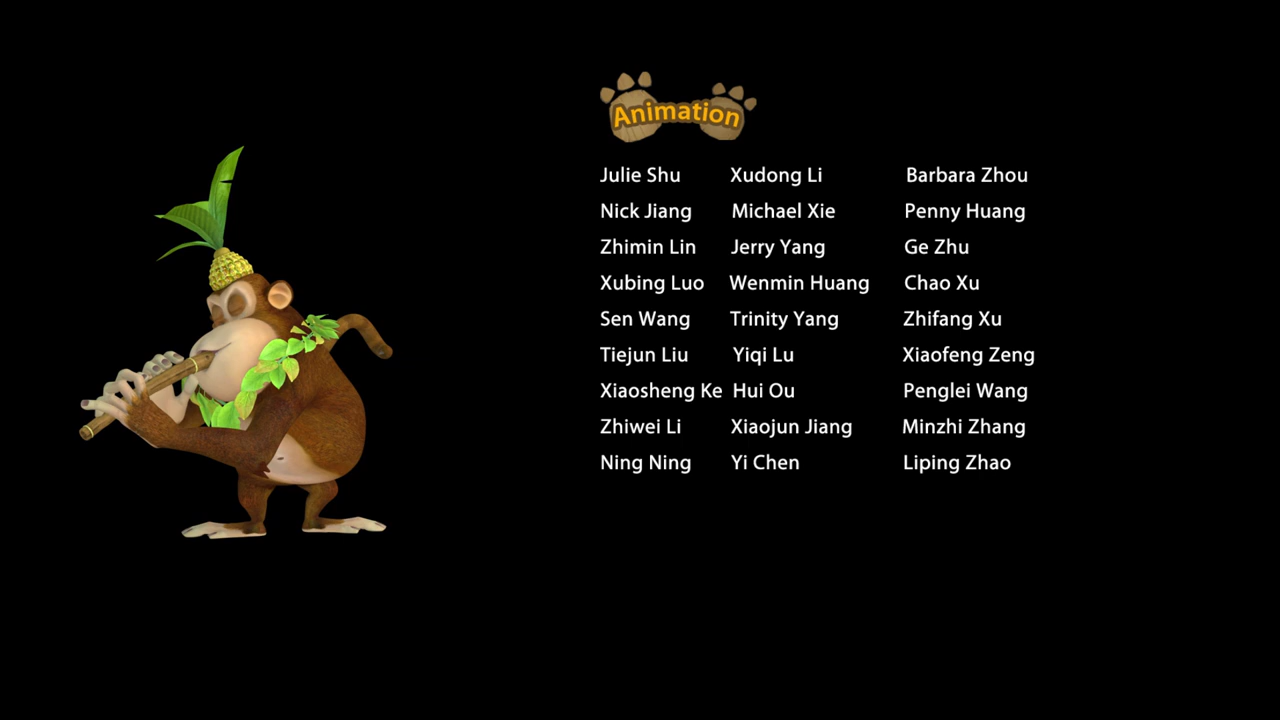 Animation
Julie Shu Xudong Li Barbara Zhou
Nick Jiang Michael Xie Penny Huang
Zhimin Lin Jerry Yang Ge Zhu
Xubing Luo Wenmin Huang Chao Xu
Sen Wang Trinity Yang Zhifang Xu
Tiejun Liu Yiqi Lu Xiaofeng Zeng
Xiaosheng Ke Hui Ou Penglei Wang
Zhiwei Li Xiaojun Jiang Minzhi Zhang
Ning Ning Yi Chen Liping Zhao